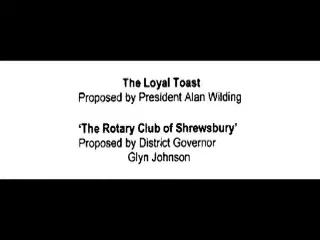 The Loyal Toast
Proposed by President Alan Wilding
'The Rotary Club of Shrewsbury'
Proposed by District Governor
Glyn Johnson